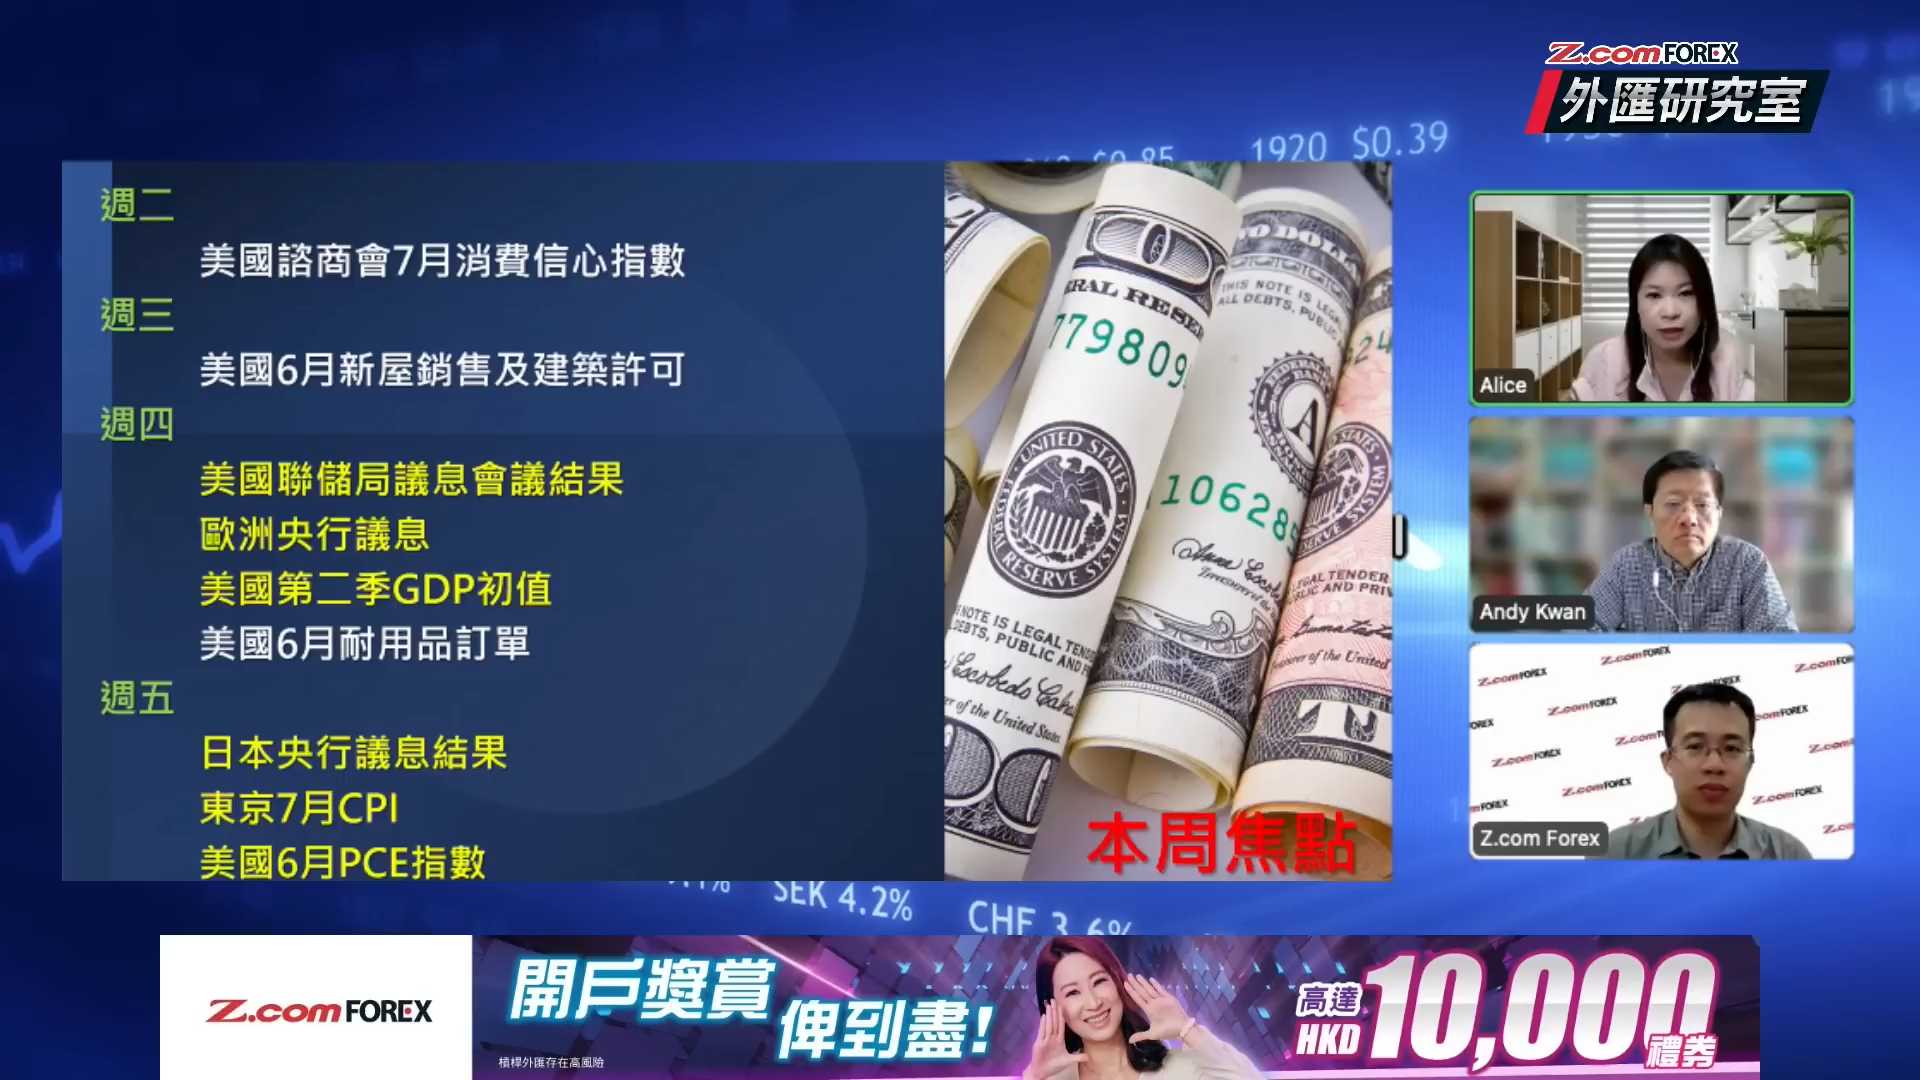 Z.com FOREX
外匯研究室
1920 $0.39
週二
美國諮商會7月消費信心指數
週三
美國6月新屋銷售及建築許可
週四
美國聯儲局議息會議結果
歐洲央行議息
美國第二季GDP初值
美國6月耐用品訂單
週五
日本央行議息結果
東京7月CPI
美國6月PCE指數
本周焦點
Alice
Andy Kwan
Z.com Forex
SEK 4.2%
CHF 3.6%
Z.com FOREX
開戶獎賞
俾到盡!
槓桿外匯存在高風險
高達
HKD
10,000
禮券